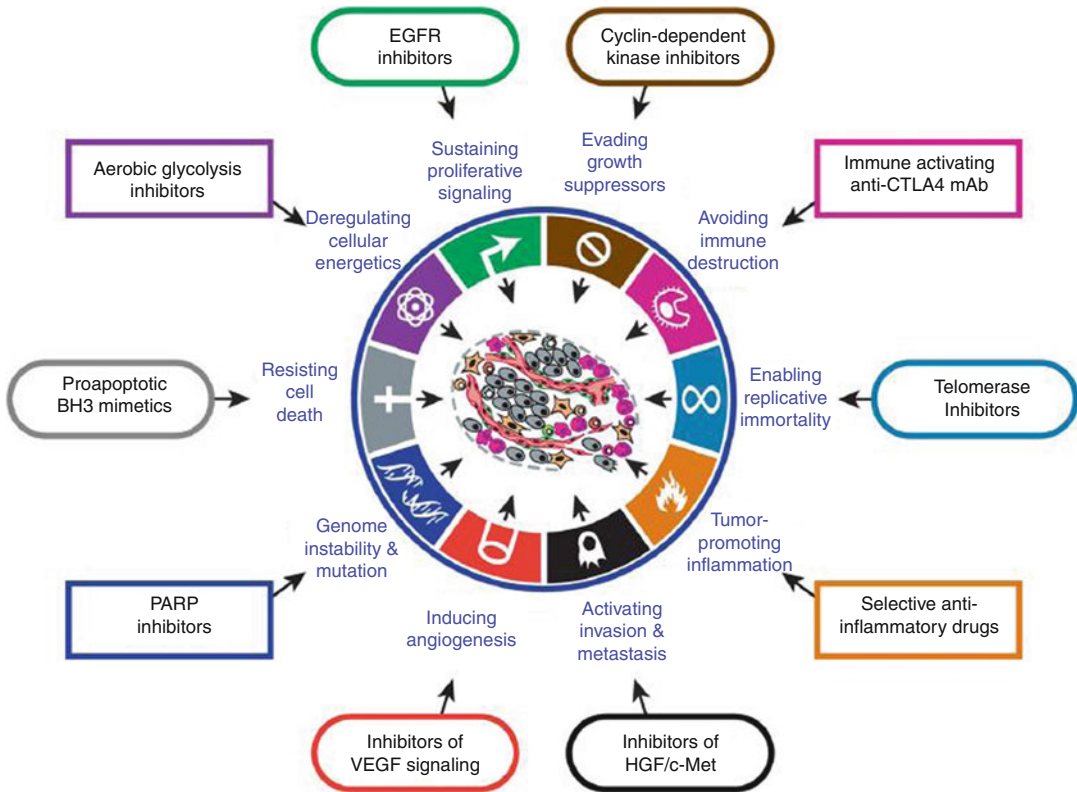 EGFR
inhibitors
Cyclin-dependent
kinase inhibitors
Aerobic glycolysis
inhibitors
Sustaining
proliferative
signaling
Evading
growth
suppressors
Immune activating
anti-CTLA4 mAb
Deregulating
cellular
energetics
Avoiding
immune
destruction
Proapoptotic
BH3 mimetics
Resisting
cell
death
Enabling
replicative
immortality
Telomerase
Inhibitors
Genome
instability &
mutation
Tumor-
promoting
inflammation
PARP
inhibitors
Inducing
angiogenesis
Activating
invasion &
metastasis
Selective anti-
inflammatory drugs
Inhibitors of
VEGF signaling
Inhibitors of
HGF/c-Met